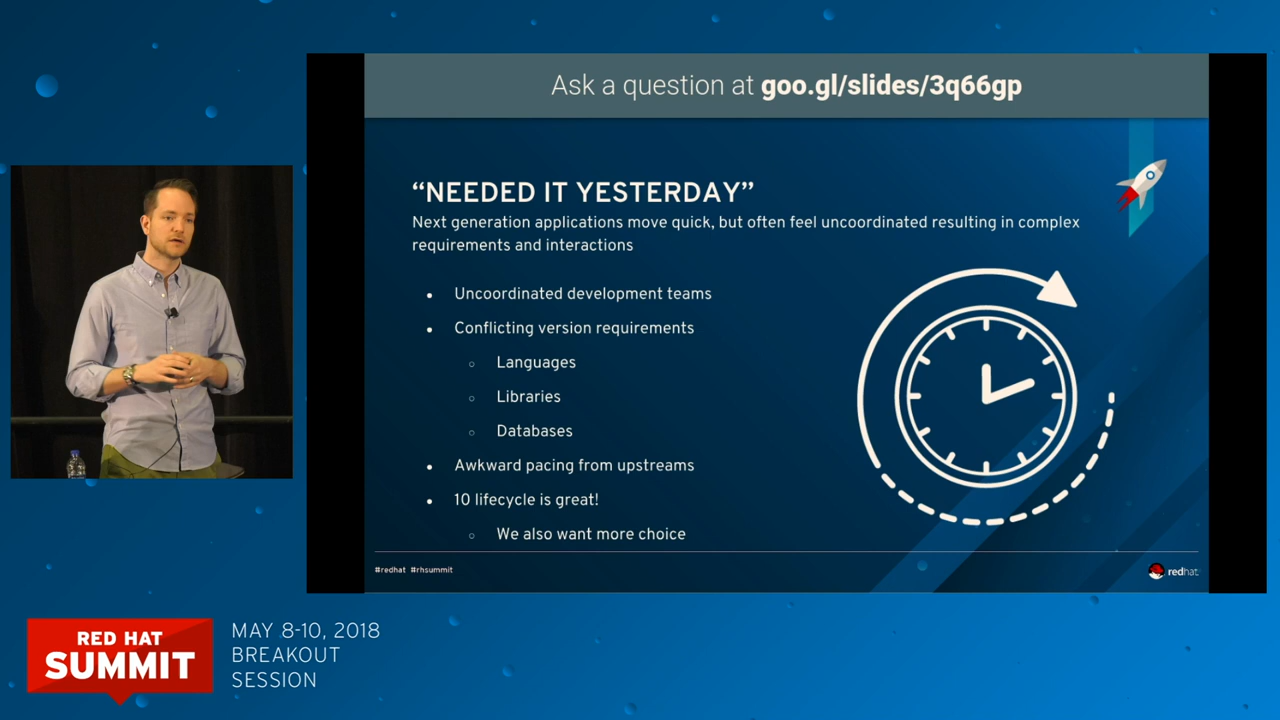 Ask a question at goo.gl/slides/3q66gp
“NEEDED IT YESTERDAY”
Next generation applications move quick, but often feel uncoordinated resulting in complex
requirements and interactions
Uncoordinated development teams
Conflicting version requirements
Languages
Libraries
Databases
Awkward pacing from upstreams
10 lifecycle is great!
We also want more choice
#redhat #rhsummit
redhat
RED HAT
SUMMIT
MAY 8-10, 2018
BREAKOUT
SESSION